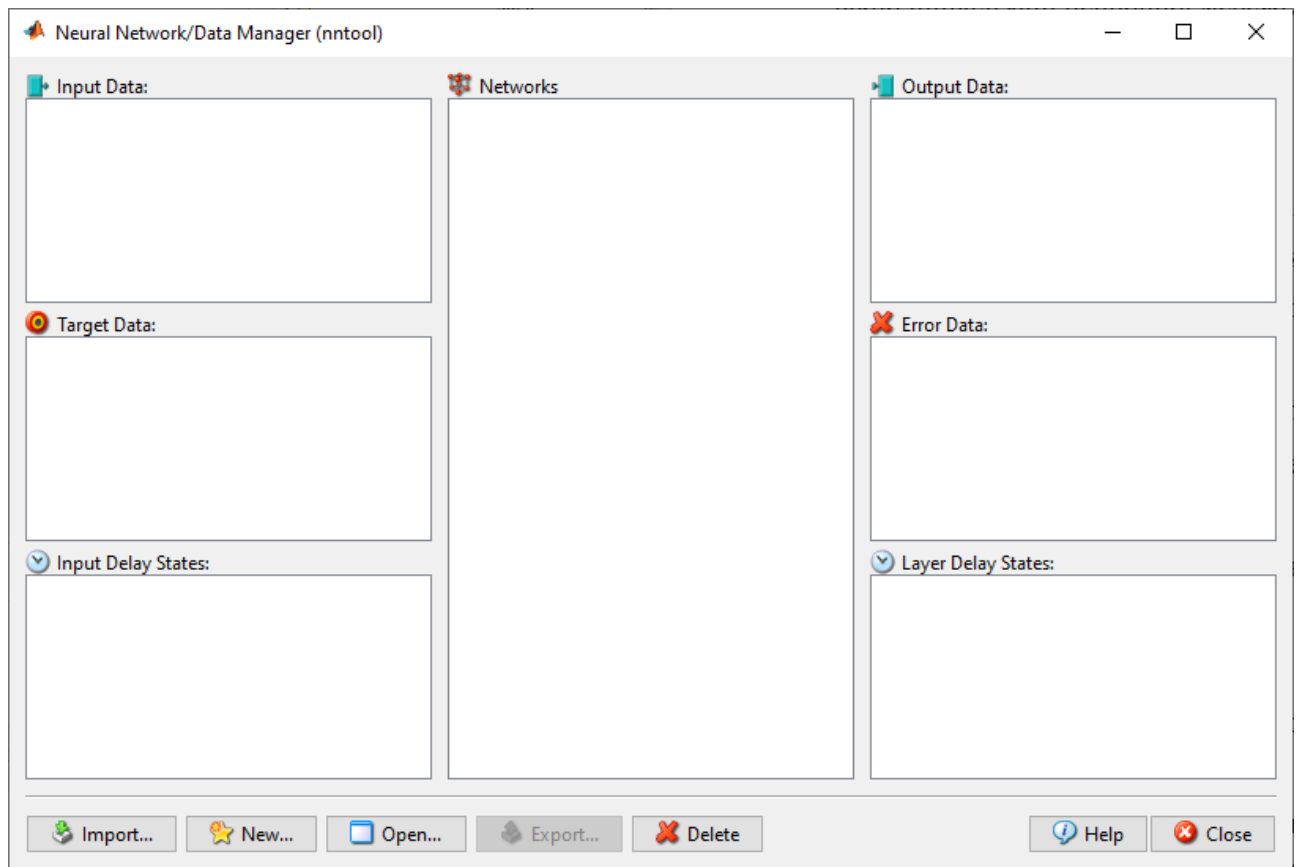 Neural Network/Data Manager (nntool)
Input Data:
Networks
Output Data:
Target Data:
Error Data:
Input Delay States:
Layer Delay States:
Import...
New...
Open...
Export...
Delete
Help
Close